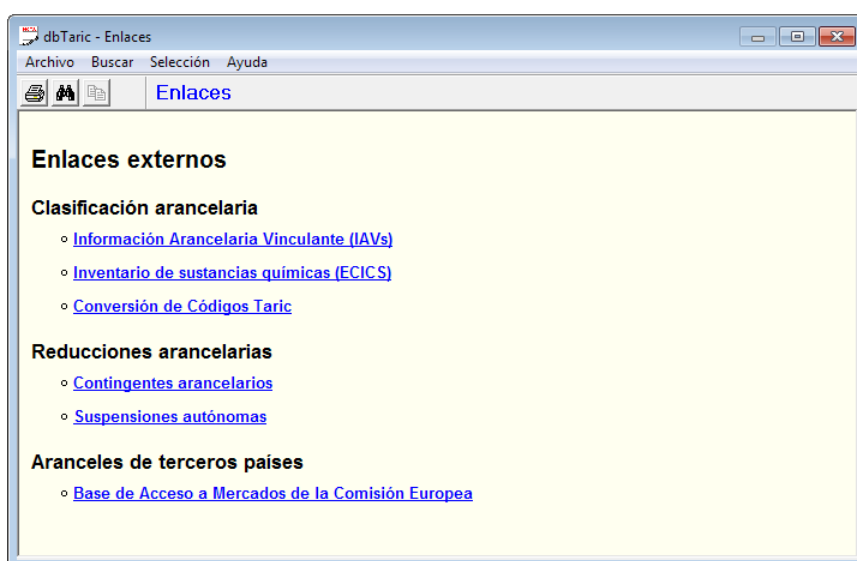 dbTaric - Enlaces
Archivo Buscar Selección Ayuda
Enlaces
Enlaces externos
Clasificación arancelaria
Información Arancelaria Vinculante (IAVs)
Inventario de sustancias químicas (ECICS)
Conversión de Códigos Taric
Reducciones arancelarias
Contingentes arancelarios
Suspensiones autónomas
Aranceles de terceros países
Base de Acceso a Mercados de la Comisión Europea